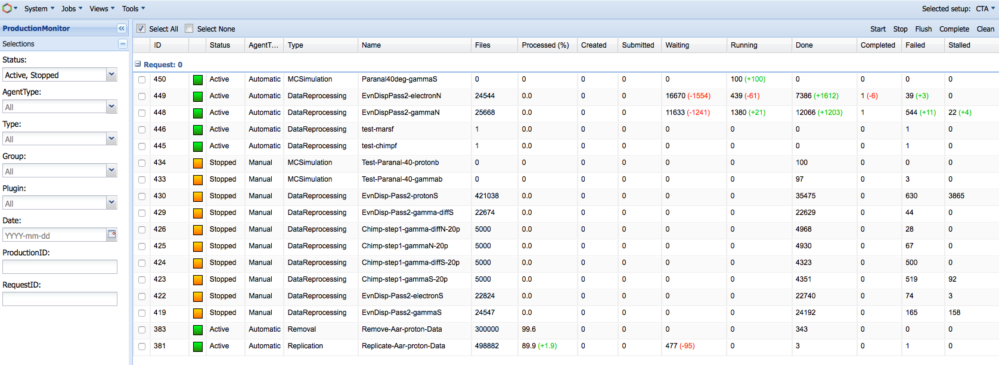 System Jobs Views Tools Selected setup: CTA
ProductionMonitor
Selections
Status:
Active, Stopped
AgentType:
All
Type:
All
Group:
All
Plugin:
All
Date:
YYYY-mm-dd
ProductionID:
RequestID:
Select All Select None Start Stop Flush Complete Clean
ID Status AgentT... Type Name Files Processed (%) Created Submitted Waiting Running Done Completed Failed Stalled
Request: 0
450 Active Automatic MCSimulation Paranal40deg-gammaS 0 0 0 0 0 100 (+100) 0 0 0 0
449 Active Automatic DataReprocessing EvnDispPass2-electronN 24544 0.0 0 0 16670 (-1554) 439 (-61) 7386 (+1612) 1 (-6) 39 (+3) 0
448 Active Automatic DataReprocessing EvnDispPass2-gammaN 25668 0.0 0 0 11633 (-1241) 1380 (+21) 12066 (+1203) 1 544 (+11) 22 (+4)
446 Active Automatic DataReprocessing test-marsf 1 0.0 0 0 0 0 0 0 1 0
445 Active Automatic DataReprocessing test-chimpf 1 0.0 0 0 0 0 0 0 1 0
434 Stopped Manual MCSimulation Test-Paranal-40-protonb 0 0 0 0 0 0 100 0 0 0
433 Stopped Manual MCSimulation Test-Paranal-40-gammab 0 0 0 0 0 0 97 0 3 0
430 Stopped Manual DataReprocessing EvnDisp-Pass2-protonS 421038 0.0 0 0 0 0 35475 0 630 3865
429 Stopped Manual DataReprocessing EvnDisp-Pass2-gamma-diffS 22674 0.0 0 0 0 0 22629 0 44 0
426 Stopped Manual DataReprocessing Chimp-step1-gamma-diffN-20p 5000 0.0 0 0 0 0 4968 0 28 0
425 Stopped Manual DataReprocessing Chimp-step1-gammaN-20p 5000 0.0 0 0 0 0 4930 0 67 0
424 Stopped Manual DataReprocessing Chimp-step1-gamma-diffS-20p 5000 0.0 0 0 0 0 4323 0 500 0
423 Stopped Manual DataReprocessing Chimp-step1-gammaS-20p 5000 0.0 0 0 0 0 4351 0 519 92
422 Stopped Manual DataReprocessing EvnDisp-Pass2-electronS 22824 0.0 0 0 0 0 22740 0 74 3
419 Stopped Manual DataReprocessing EvnDisp-Pass2-gammaS 24547 0.0 0 0 0 0 24192 0 165 158
383 Active Automatic Removal Remove-Aar-proton-Data 300000 99.6 0 0 0 0 343 0 0 0
381 Active Automatic Replication Replicate-Aar-proton-Data 498882 89.9 (+1.9) 0 0 477 (-95) 0 3 0 1 0